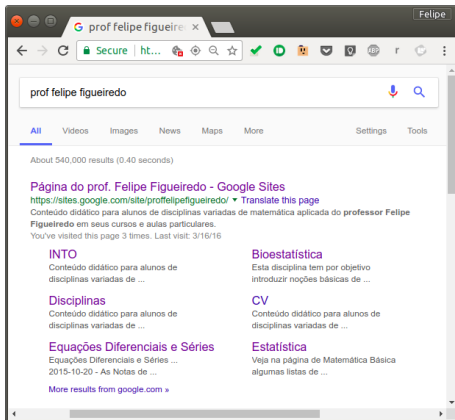 Felipe
prof felipe figueire
Secure ht...
prof felipe figueiredo
All Videos Images News Maps More Settings Tools
About 540,000 results (0.40 seconds)
Página do prof. Felipe Figueiredo - Google Sites
https://sites.google.com/site/proffelipefigueiredo/ ▾ Translate this page
Conteúdo didático para alunos de disciplinas variadas de matemática aplicada do professor Felipe
Figueiredo em seus cursos e aulas particulares.
You've visited this page 3 times. Last visit: 3/16/16
INTO
Conteúdo didático para alunos de
disciplinas variadas de ...
Bioestatística
Esta disciplina tem por objetivo
introduzir noções básicas de ...
Disciplinas
Conteúdo didático para alunos de
disciplinas variadas de ...
CV
Conteúdo didático para alunos de
disciplinas variadas de ...
Equações Diferenciais e Séries
Equações Diferenciais e Séries ...
2015-10-20 - As Notas de ...
Estatística
Veja na página de Matemática Básica
algumas listas de ...
More results from google.com »